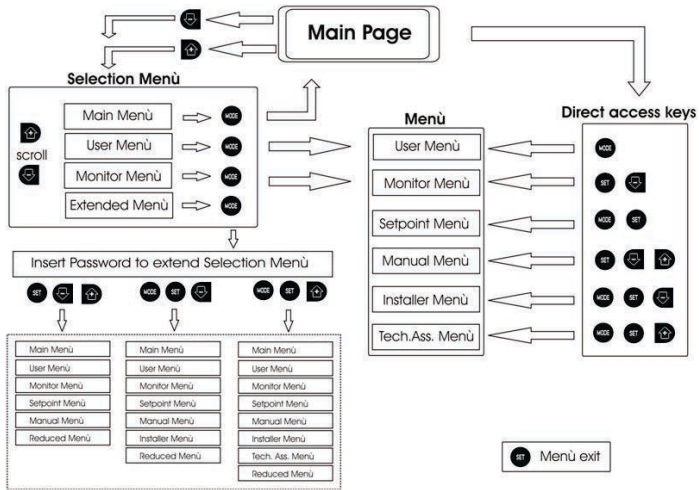 Main Page
Selection Menù
scroll
Main Menù
MODE
User Menù
MODE
Monitor Menù
MODE
Extended Menù
MODE
Insert Password to extend Selection Menù
SET
MODE SET
MODE SET
Main Menù
User Menù
Monitor Menù
Setpoint Menù
Manual Menù
Reduced Menù
Main Menù
User Menù
Monitor Menù
Setpoint Menù
Manual Menù
Installer Menù
Reduced Menù
Main Menù
User Menù
Monitor Menù
Setpoint Menù
Manual Menù
Installer Menù
Tech. Ass. Menù
Reduced Menù
Menù
User Menù
Monitor Menù
Setpoint Menù
Manual Menù
Installer Menù
Tech.Ass. Menù
Direct access keys
MODE
SET
MODE SET
SET
MODE SET
MODE SET
SET Menù exit